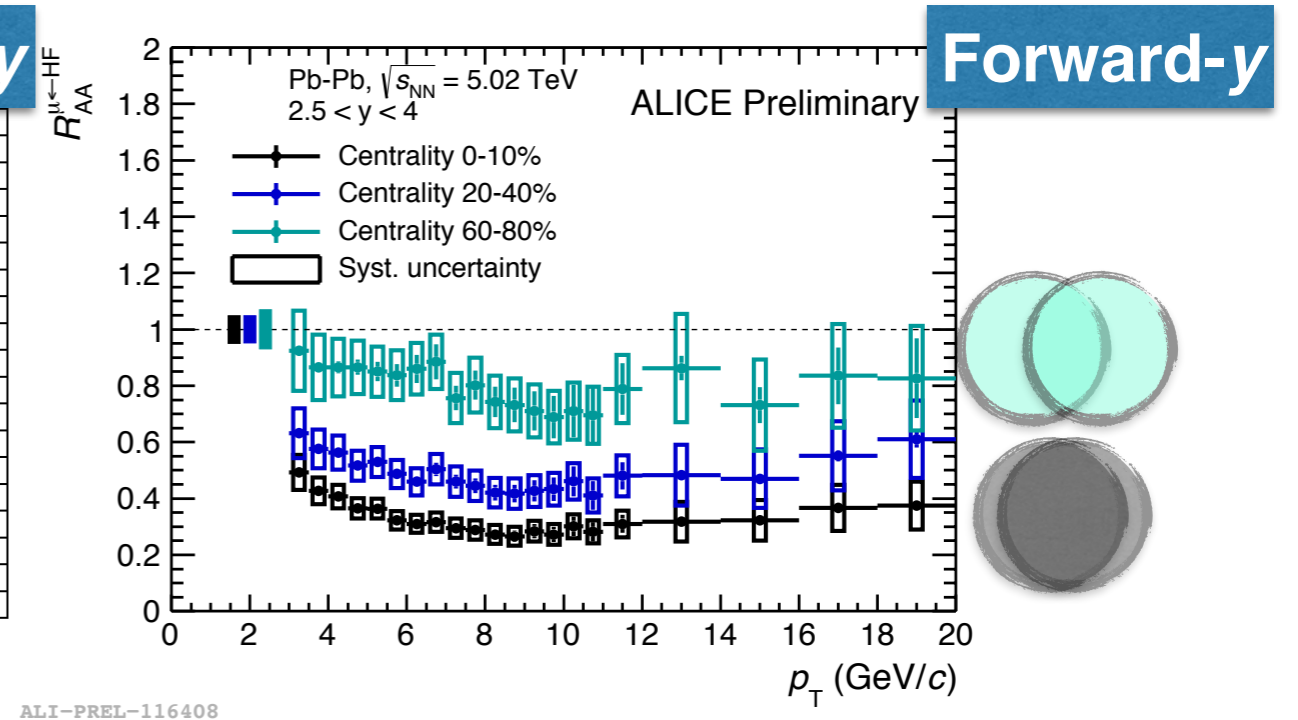 y
Forward-y
R_AA^μ←HF
2
1.8
1.6
1.4
1.2
1
0.8
0.6
0.4
0.2
0
Pb-Pb, √s_NN = 5.02 TeV
2.5 < y < 4
ALICE Preliminary
Centrality 0-10%
Centrality 20-40%
Centrality 60-80%
Syst. uncertainty
0 2 4 6 8 10 12 14 16 18 20
p_T (GeV/c)
ALI-PREL-116408